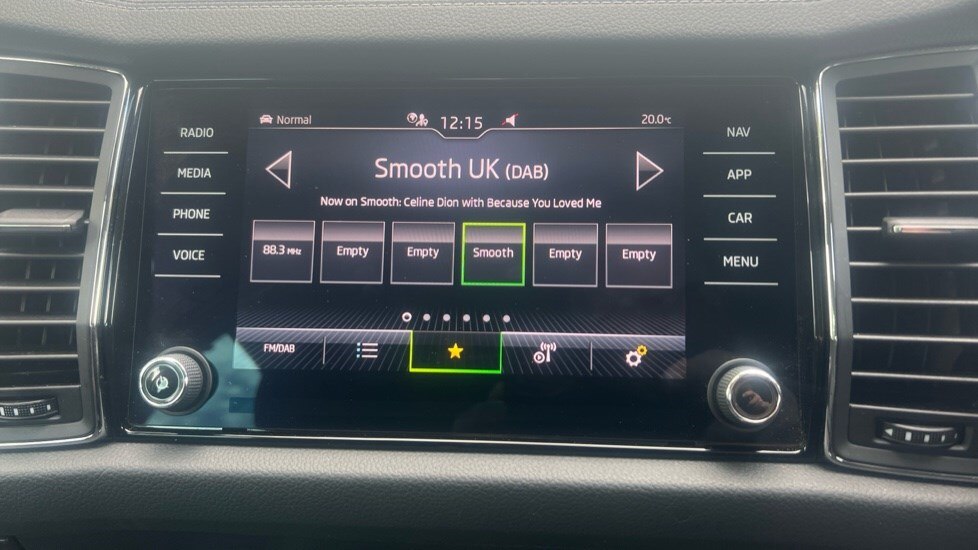 RADIO
MEDIA
PHONE
VOICE
Normal
12:15
20.0°C
Smooth UK (DAB)
Now on Smooth: Celine Dion with Because You Loved Me
88.3 MHz
Empty
Empty
Smooth
Empty
Empty
FM/DAB
NAV
APP
CAR
MENU